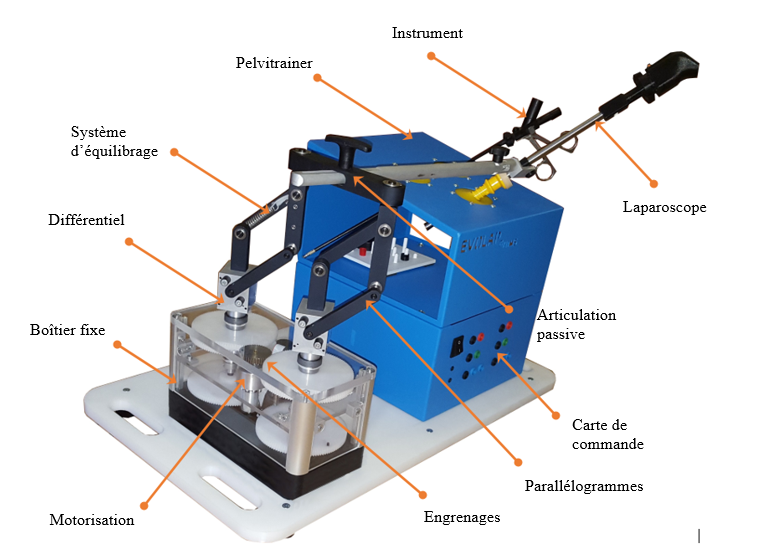 Instrument
Pelvitrainer
Système
d'équilibrage
Laparoscope
Différentiel
Articulation
passive
Boîtier fixe
Carte de
commande
Parallélogrammes
Engrenages
Motorisation